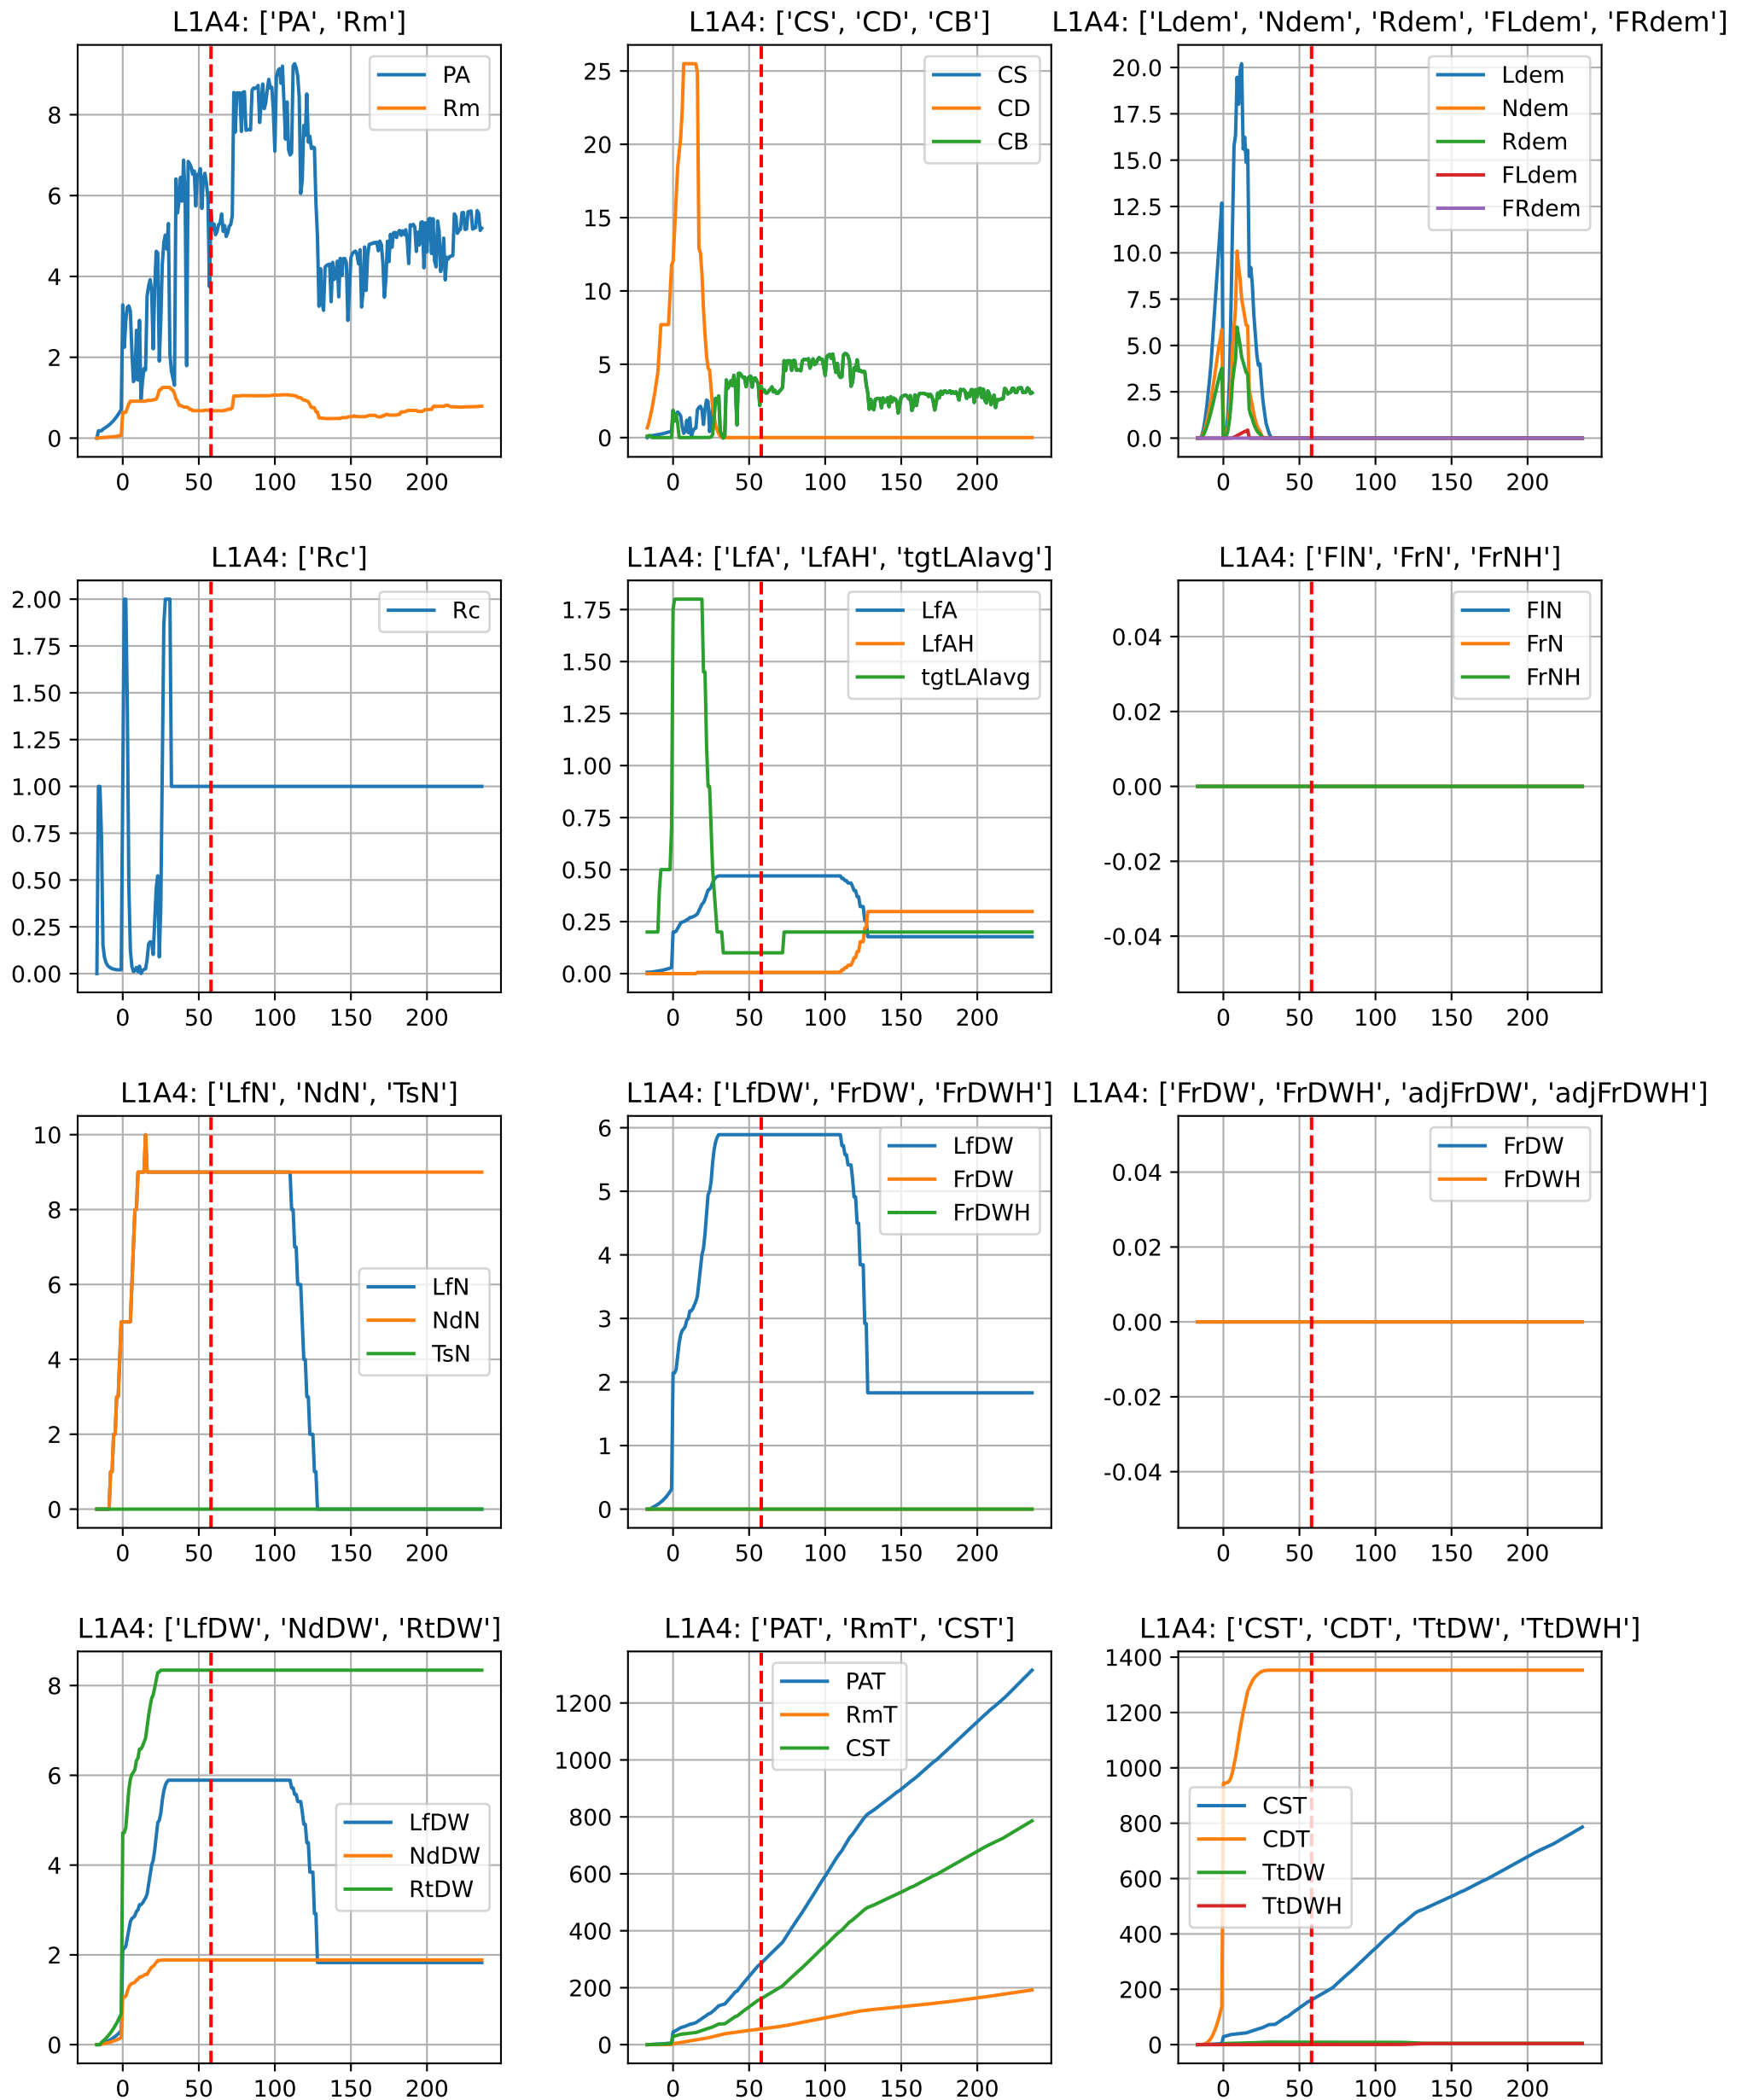 L1A4: ['PA', 'Rm']
8
6
4
2
0
0 50 100 150 200
PA
Rm
L1A4: ['CS', 'CD', 'CB']
25
20
15
10
5
0
0 50 100 150 200
CS
CD
CB
L1A4: ['Ldem', 'Ndem', 'Rdem', 'FLdem', 'FRdem']
20.0
17.5
15.0
12.5
10.0
7.5
5.0
2.5
0.0
0 50 100 150 200
Ldem
Ndem
Rdem
FLdem
FRdem
L1A4: ['Rc']
2.00
1.75
1.50
1.25
1.00
0.75
0.50
0.25
0.00
0 50 100 150 200
Rc
L1A4: ['LfA', 'LfAH', 'tgtLAIavg']
1.75
1.50
1.25
1.00
0.75
0.50
0.25
0.00
0 50 100 150 200
LfA
LfAH
tgtLAIavg
L1A4: ['FlN', 'FrN', 'FrNH']
0.04
0.02
0.00
-0.02
-0.04
0 50 100 150 200
FlN
FrN
FrNH
L1A4: ['LfN', 'NdN', 'TsN']
10
8
6
4
2
0
0 50 100 150 200
LfN
NdN
TsN
L1A4: ['LfDW', 'FrDW', 'FrDWH']
6
5
4
3
2
1
0
0 50 100 150 200
LfDW
FrDW
FrDWH
L1A4: ['FrDW', 'FrDWH', 'adjFrDW', 'adjFrDWH']
0.04
0.02
0.00
-0.02
-0.04
0 50 100 150 200
FrDW
FrDWH
L1A4: ['LfDW', 'NdDW', 'RtDW']
8
6
4
2
0
0 50 100 150 200
LfDW
NdDW
RtDW
L1A4: ['PAT', 'RmT', 'CST']
1200
1000
800
600
400
200
0
0 50 100 150 200
PAT
RmT
CST
L1A4: ['CST', 'CDT', 'TtDW', 'TtDWH']
1400
1200
1000
800
600
400
200
0
0 50 100 150 200
CST
CDT
TtDW
TtDWH